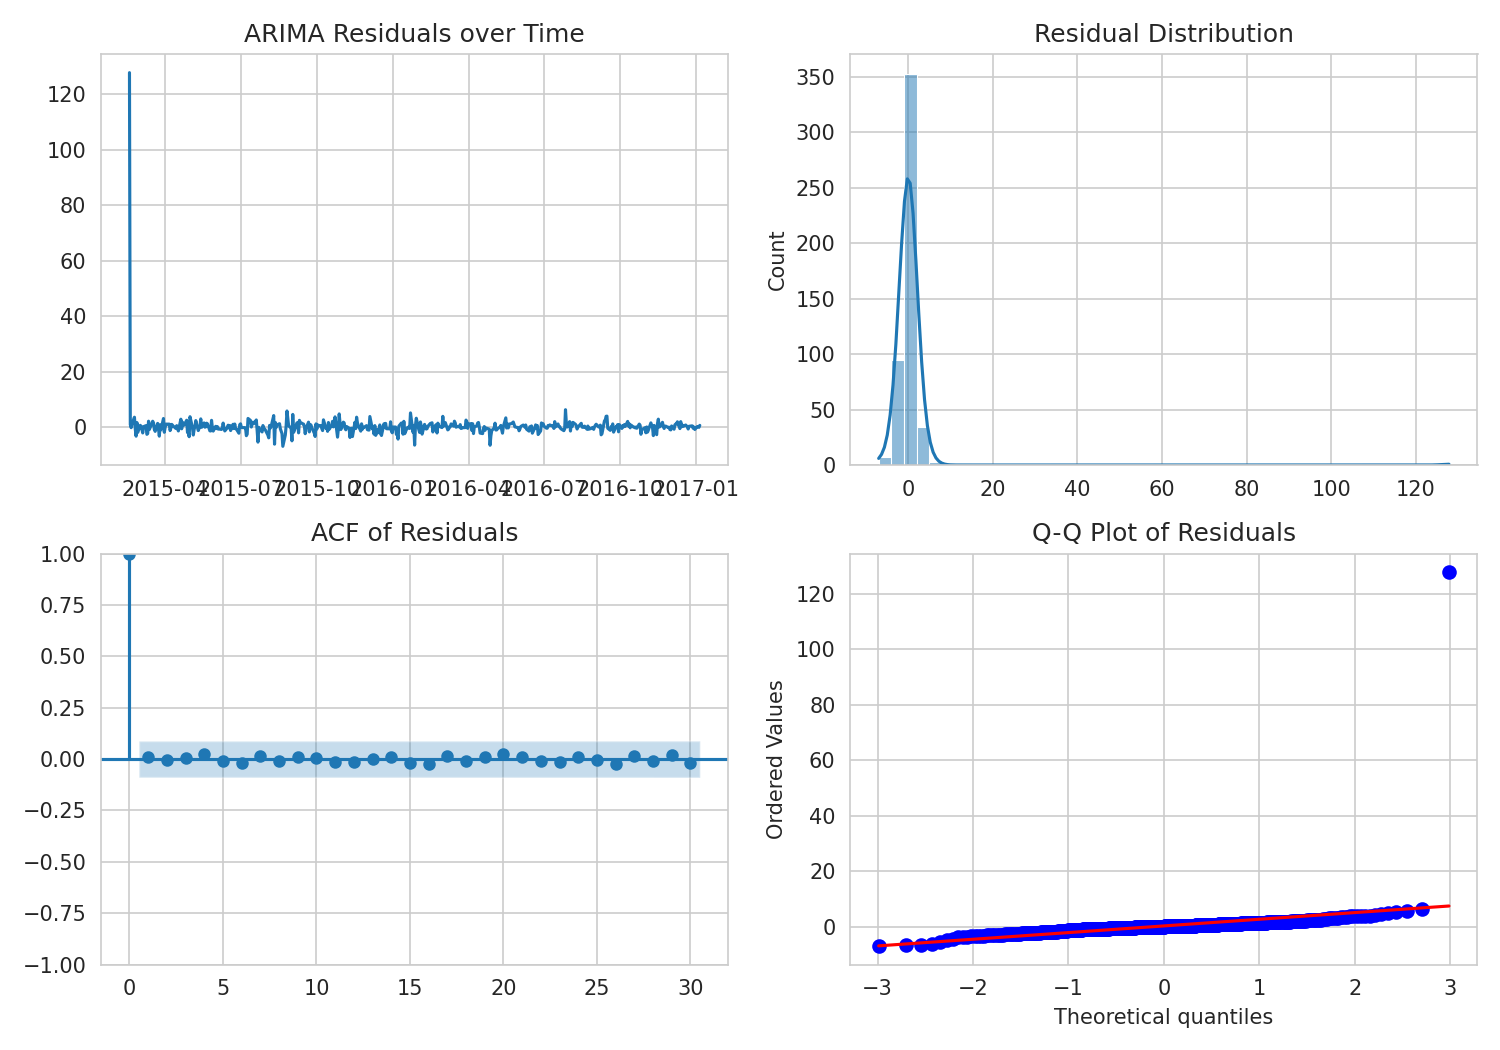 ARIMA Residuals over Time
120
100
80
60
40
20
0
2015-04 2015-07 2015-10 2016-01 2016-04 2016-07 2016-10 2017-01
Residual Distribution
Count
350
300
250
200
150
100
50
0
0 20 40 60 80 100 120
ACF of Residuals
1.00
0.75
0.50
0.25
0.00
−0.25
−0.50
−0.75
−1.00
0 5 10 15 20 25 30
Q-Q Plot of Residuals
Ordered Values
120
100
80
60
40
20
0
−3 −2 −1 0 1 2 3
Theoretical quantiles